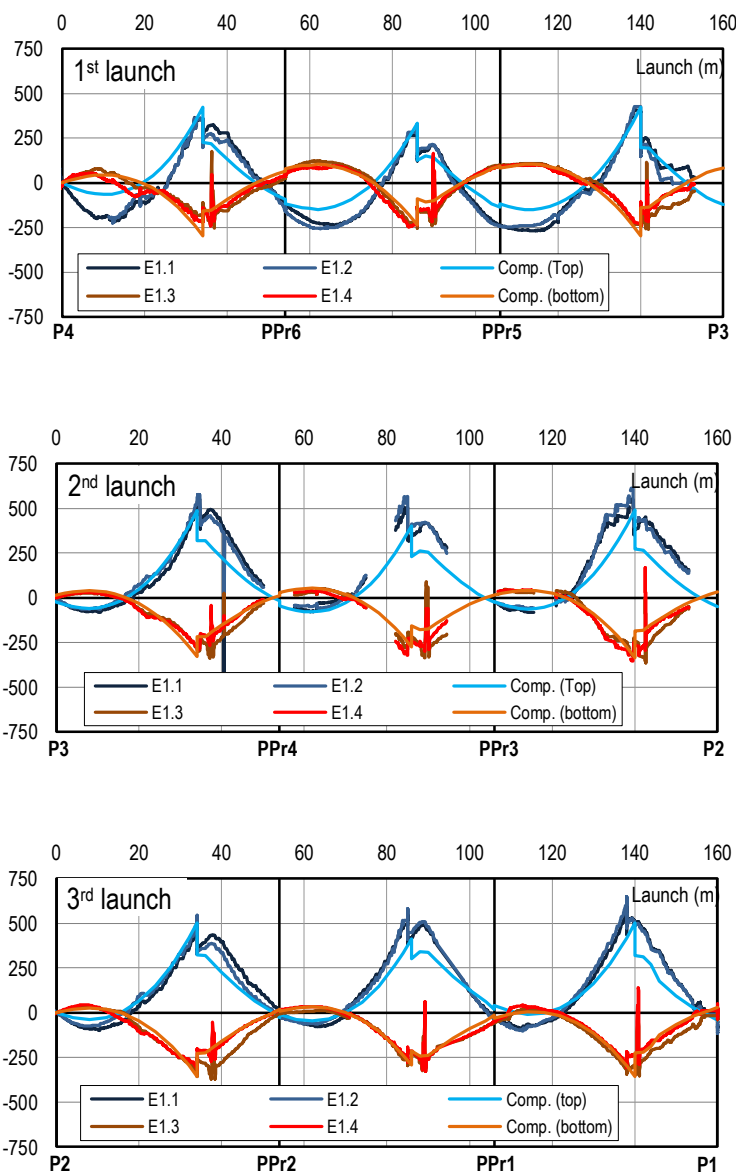 0 20 40 60 80 100 120 140 160
750
1st launch
Launch (m)
500
250
0
-250
-500
E1.1 E1.2 Comp. (Top)
E1.3 E1.4 Comp. (bottom)
-750
P4 PPr6 PPr5 P3
0 20 40 60 80 100 120 140 160
750
2nd launch
Launch (m)
500
250
0
-250
-500
E1.1 E1.2 Comp. (Top)
E1.3 E1.4 Comp. (bottom)
-750
P3 PPr4 PPr3 P2
0 20 40 60 80 100 120 140 160
750
3rd launch
Launch (m)
500
250
0
-250
-500
E1.1 E1.2 Comp. (top)
E1.3 E1.4 Comp. (bottom)
-750
P2 PPr2 PPr1 P1